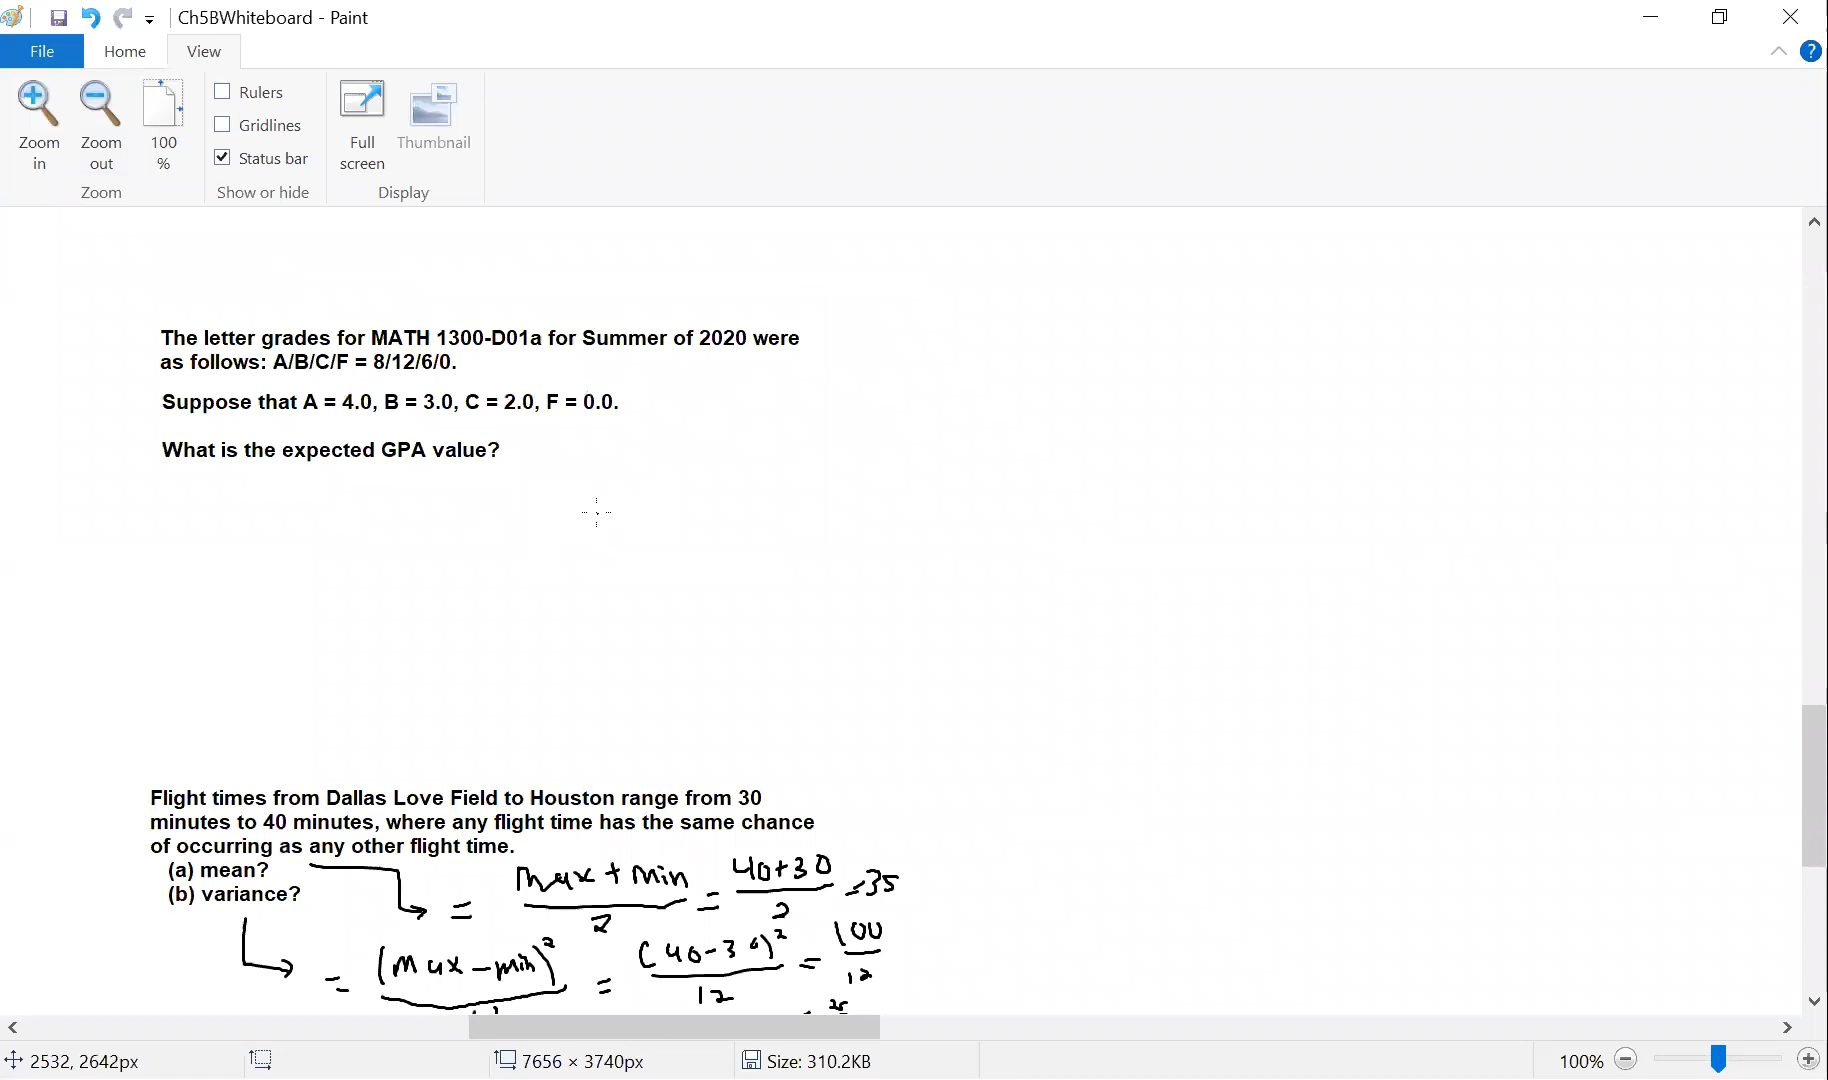 Ch5BWhiteboard - Paint
File Home View
Zoom in
Zoom out
100 %
Rulers
Gridlines
Status bar
Full screen
Thumbnail
Zoom
Show or hide
Display
The letter grades for MATH 1300-D01a for Summer of 2020 were
as follows: A/B/C/F = 8/12/6/0.
Suppose that A = 4.0, B = 3.0, C = 2.0, F = 0.0.
What is the expected GPA value?
Flight times from Dallas Love Field to Houston range from 30
minutes to 40 minutes, where any flight time has the same chance
of occurring as any other flight time.
(a) mean?
(b) variance?
= max + min / 2 = 40+30 / 2 = 35
= (max - min)² / = (40-30)² / 12 = 100 / 12
2532, 2642px
7656 × 3740px
Size: 310.2KB
100%